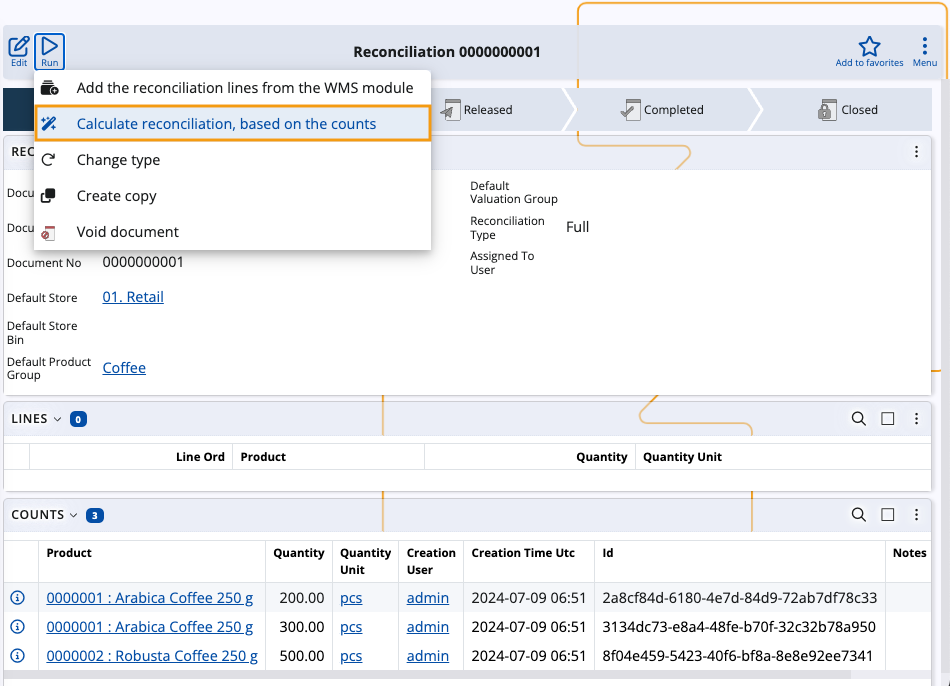 Edit
Run
Reconciliation 0000000001
Add to favorites
Menu
Add the reconciliation lines from the WMS module
Calculate reconciliation, based on the counts
Change type
Create copy
Void document
Released
Completed
Closed
REC
Docu
Docu
Document No 0000000001
Default Store 01. Retail
Default Store
Bin
Default Product
Group
Coffee
Default
Valuation Group
Reconciliation
Type
Full
Assigned To
User
LINES 0
Line Ord Product Quantity Quantity Unit
COUNTS 3
Product Quantity Quantity Unit Creation User Creation Time Utc Id Notes
0000001 : Arabica Coffee 250 g 200.00 pcs admin 2024-07-09 06:51 2a8cf84d-6180-4e7d-84d9-72ab7df78c33
0000001 : Arabica Coffee 250 g 300.00 pcs admin 2024-07-09 06:51 3134dc73-e8a4-48fe-b70f-32c32b78a950
0000002 : Robusta Coffee 250 g 500.00 pcs admin 2024-07-09 06:51 8f04e459-5423-40f6-bf8a-8e8e92ee7341